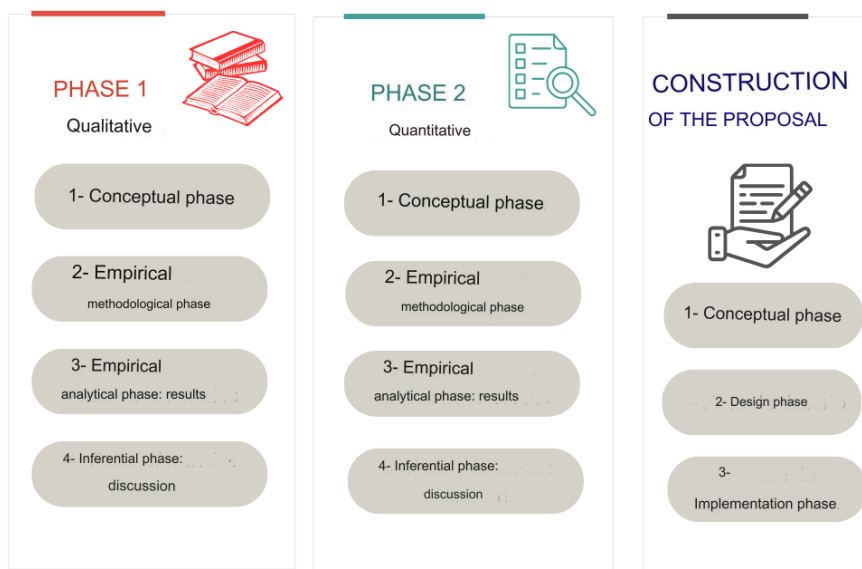 PHASE 1
Qualitative
1- Conceptual phase
2- Empirical
methodological phase
3- Empirical
analytical phase: results
4- Inferential phase:
discussion
PHASE 2
Quantitative
1- Conceptual phase
2- Empirical
methodological phase
3- Empirical
analytical phase: results
4- Inferential phase:
discussion
CONSTRUCTION
OF THE PROPOSAL
1- Conceptual phase
2- Design phase
3-
Implementation phase